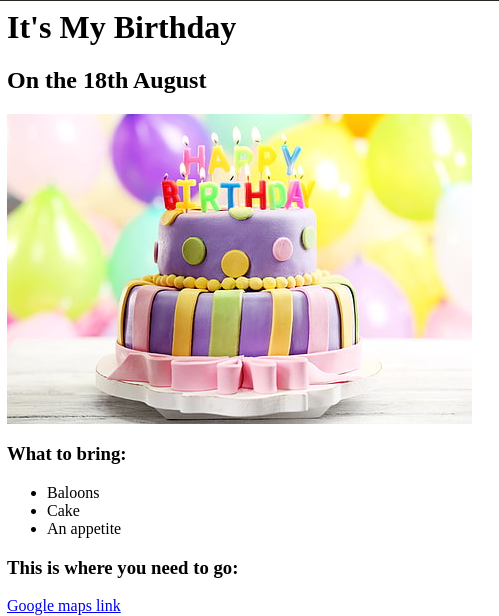 It's My Birthday
On the 18th August
HAPPY
BIRTHDAY
What to bring:
Baloons
Cake
An appetite
This is where you need to go:
Google maps link